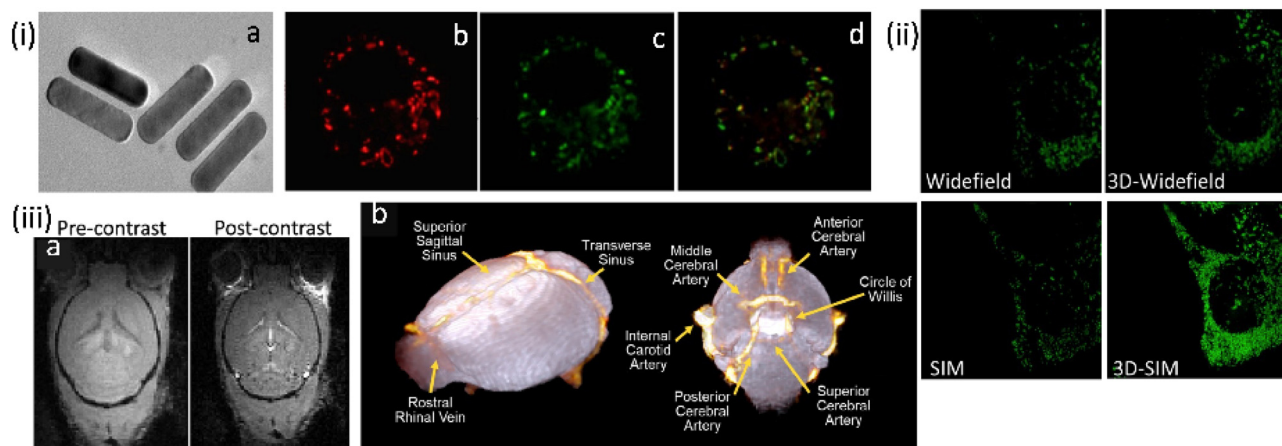 (i)
a
b
c
d
(ii)
Widefield
3D-Widefield
SIM
3D-SIM
(iii)
Pre-contrast
Post-contrast
a
b
Superior
Sagittal
Sinus
Transverse
Sinus
Rostral
Rhinal Vein
Middle
Cerebral
Artery
Anterior
Cerebral
Artery
Circle of
Willis
Internal
Carotid
Artery
Posterior
Cerebral
Artery
Superior
Cerebral
Artery